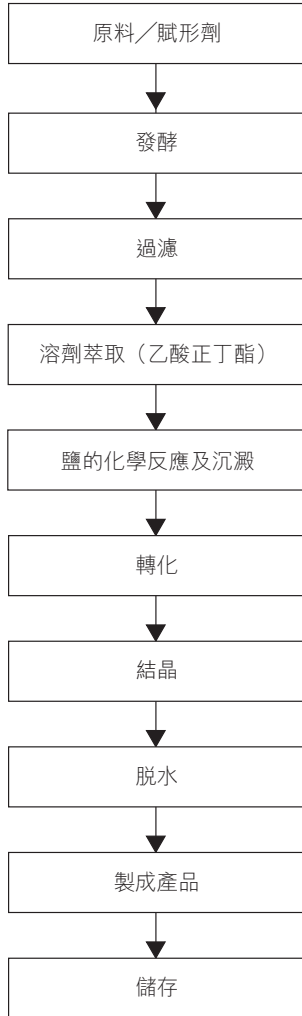 原料╱賦形劑
發酵
過濾
溶劑萃取（乙酸正丁酯）
鹽的化學反應及沉澱
轉化
結晶
脱水
製成產品
儲存